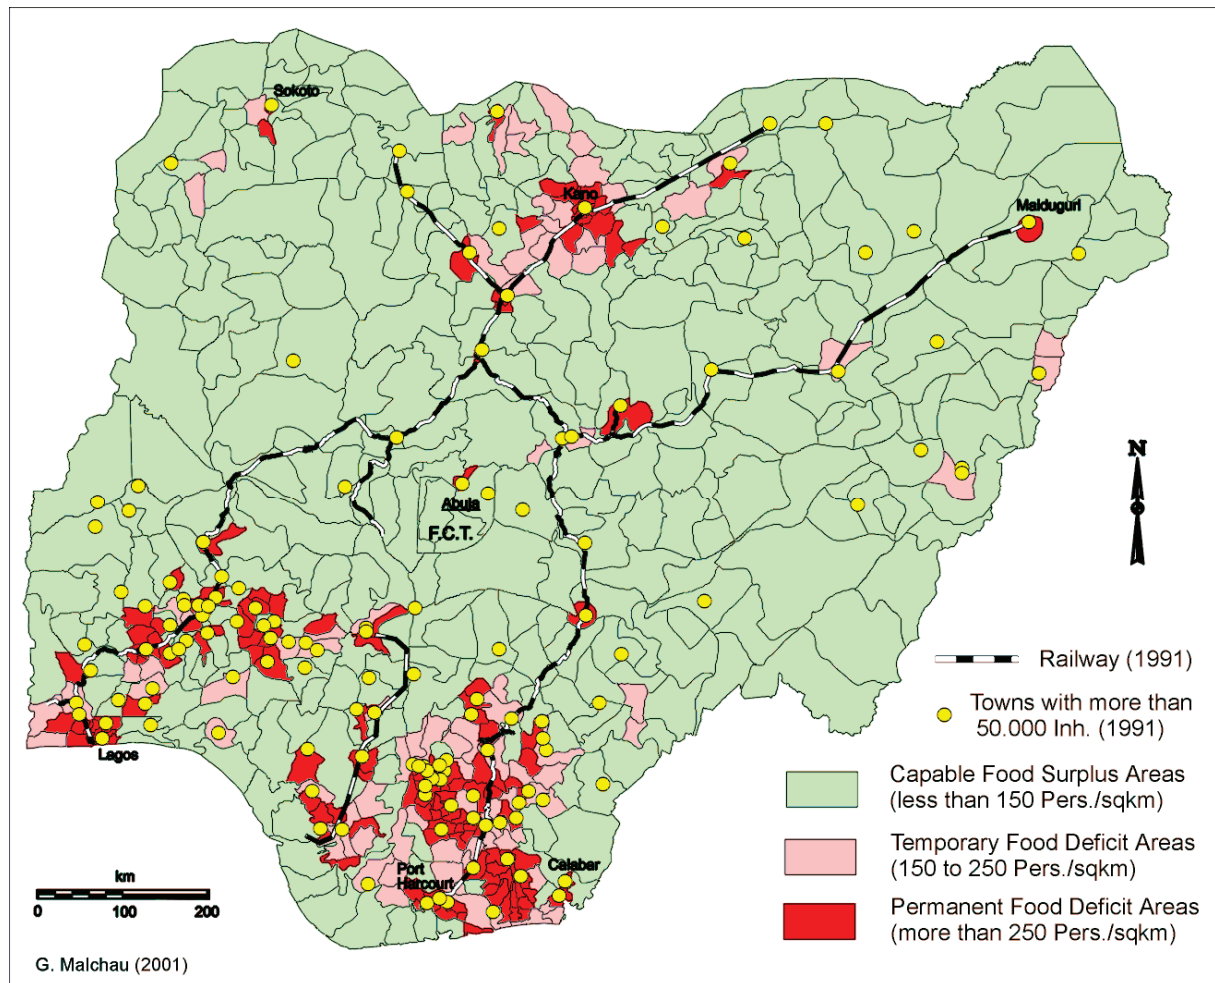 Sokoto
Kano
Maiduguri
N
Abuja
F.C.T.
Railway (1991)
Towns with more than
50.000 Inh. (1991)
Lagos
Capable Food Surplus Areas
(less than 150 Pers./sqkm)
Temporary Food Deficit Areas
(150 to 250 Pers./sqkm)
Port
Harcourt
Calabar
km
0 100 200
Permanent Food Deficit Areas
(more than 250 Pers./sqkm)
G. Malchau (2001)